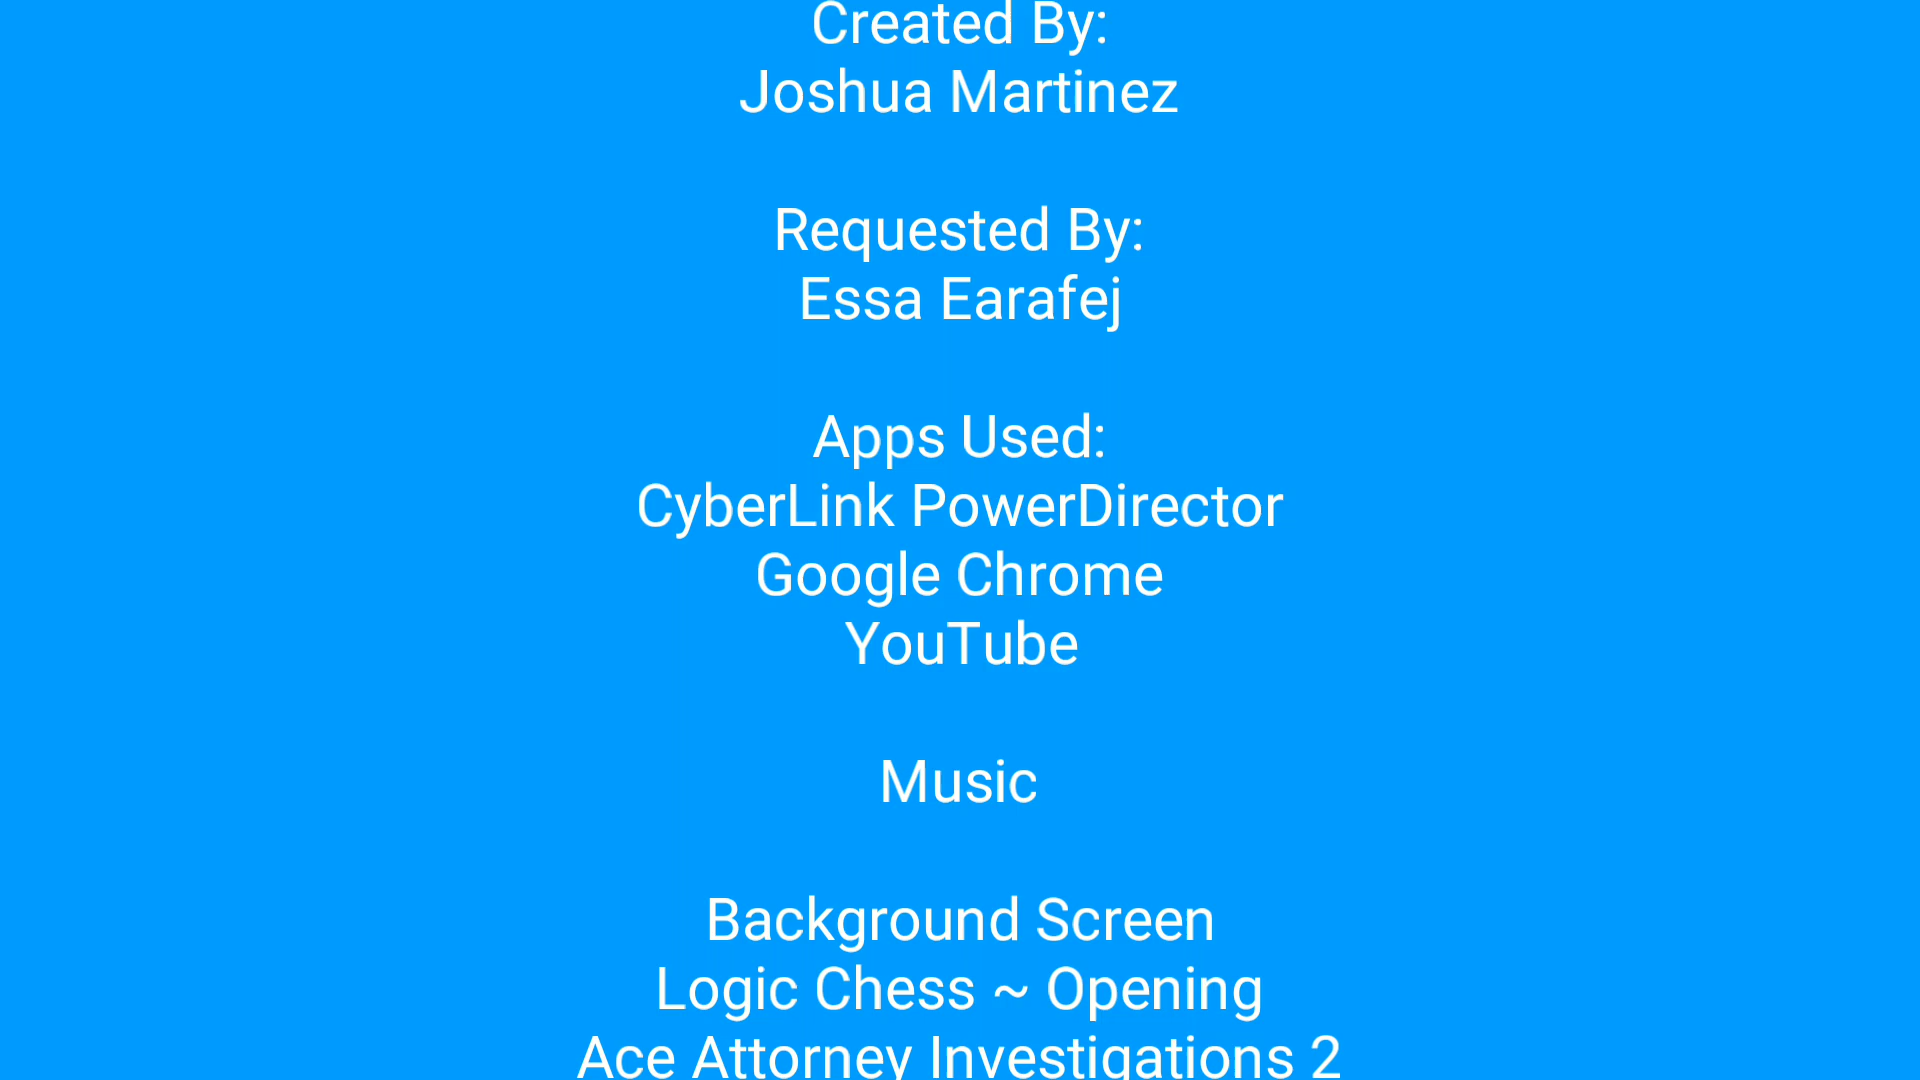 Created By:
Joshua Martinez
Requested By:
Essa Earafej
Apps Used:
CyberLink PowerDirector
Google Chrome
YouTube
Music
Background Screen
Logic Chess ~ Opening
Ace Attorney Investigations 2